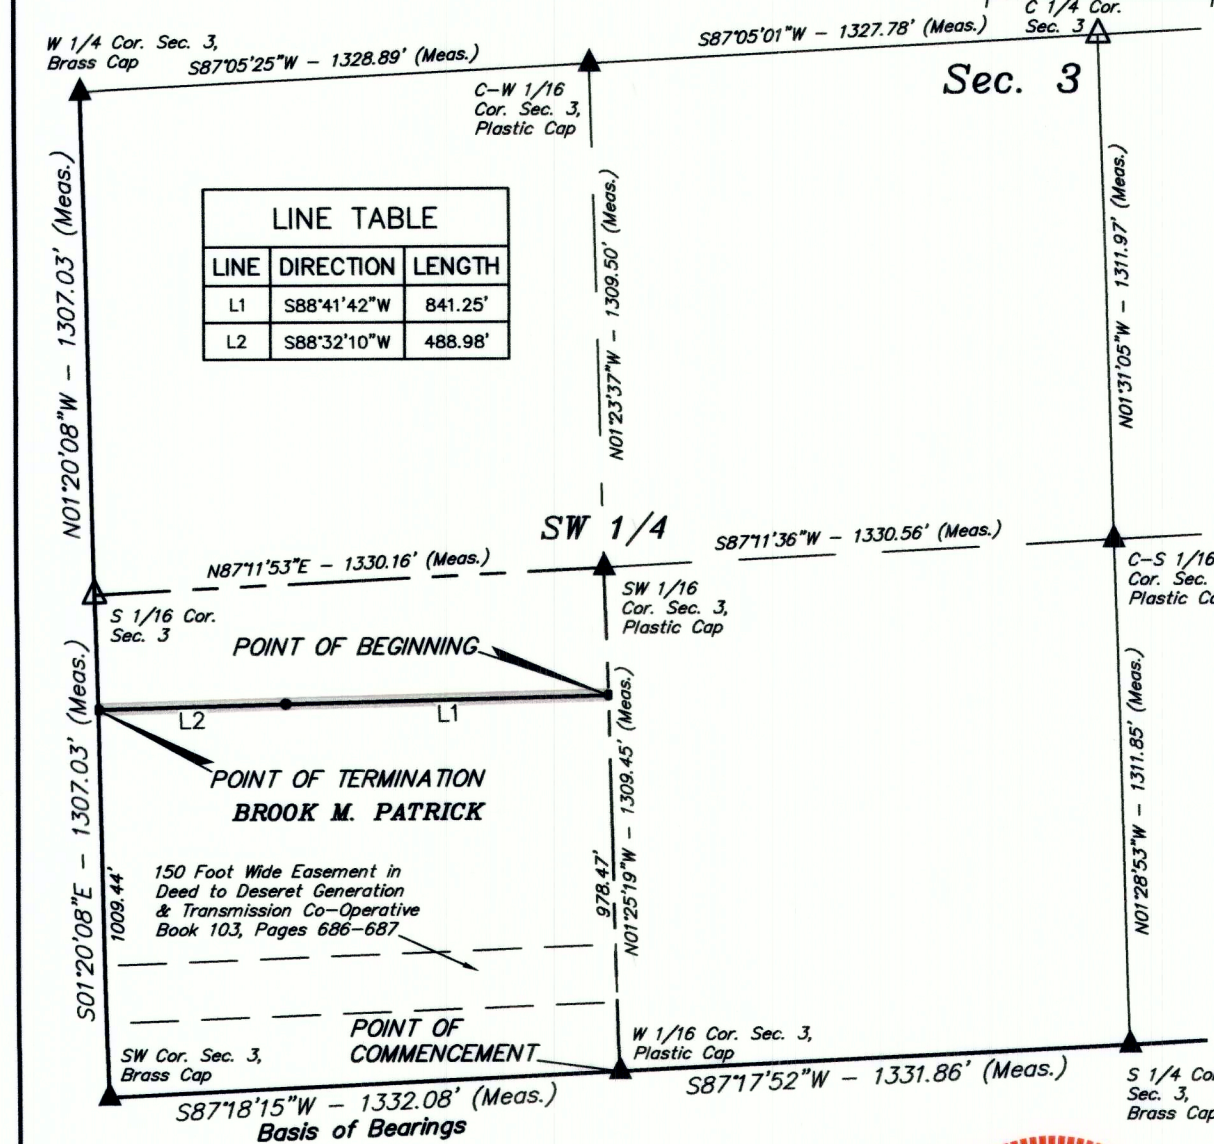 W 1/4 Cor. Sec. 3,
Brass Cap
S87°05'25"W – 1328.89' (Meas.)
S87°05'01"W – 1327.78' (Meas.)
C 1/4 Cor.
Sec. 3
Sec. 3
C–W 1/16
Cor. Sec. 3,
Plastic Cap
N01°20'08"W – 1307.03' (Meas.)
LINE TABLE
LINE DIRECTION LENGTH
L1 S88°41'42"W 841.25'
L2 S88°32'10"W 488.98'
N01°23'37"W – 1309.50' (Meas.)
N01°31'05"W – 1311.97' (Meas.)
SW 1/4
N87°11'53"E – 1330.16' (Meas.)
S87°11'36"W – 1330.56' (Meas.)
S 1/16 Cor.
Sec. 3
SW 1/16
Cor. Sec. 3,
Plastic Cap
C–S 1/16
Cor. Sec.
Plastic
POINT OF BEGINNING
L2
L1
POINT OF TERMINATION
BROOK M. PATRICK
S01°20'08"E – 1307.03' (Meas.)
1009.44'
150 Foot Wide Easement in
Deed to Deseret Generation
& Transmission Co–Operative
Book 103, Pages 686–687
978.47'
N01°25'19"W – 1309.45' (Meas.)
N01°28'53"W – 1311.85' (Meas.)
SW Cor. Sec. 3,
Brass Cap
POINT OF
COMMENCEMENT
W 1/16 Cor. Sec. 3,
Plastic Cap
S87°18'15"W – 1332.08' (Meas.)
Basis of Bearings
S87°17'52"W – 1331.86' (Meas.)
S 1/4
Sec. 3,
Brass Cap